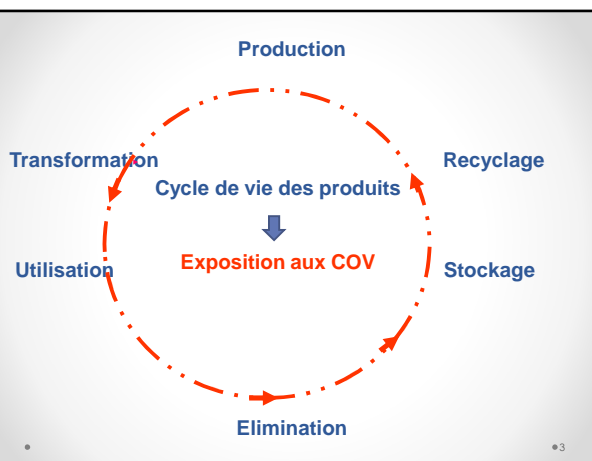 Production
Transformation
Recyclage
Cycle de vie des produits
Exposition aux COV
Utilisation
Stockage
Elimination
3